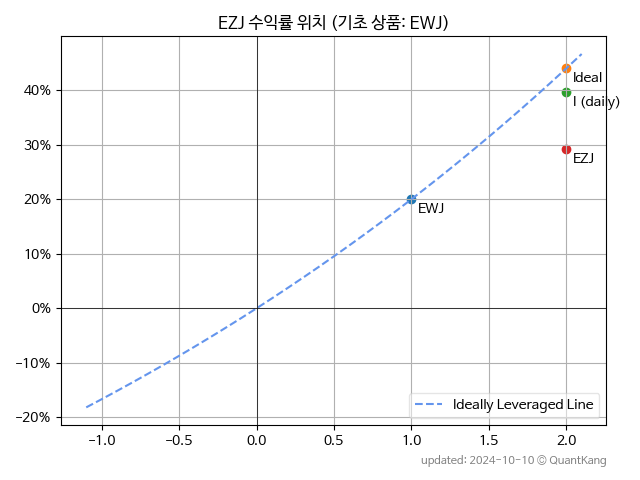 EZJ 수익률 위치 (기초 상품: EWJ)
40%
30%
20%
10%
0%
−10%
−20%
Ideal
I (daily)
EZJ
EWJ
Ideally Leveraged Line
−1.0 −0.5 0.0 0.5 1.0 1.5 2.0
updated: 2024-10-10 © QuantKang